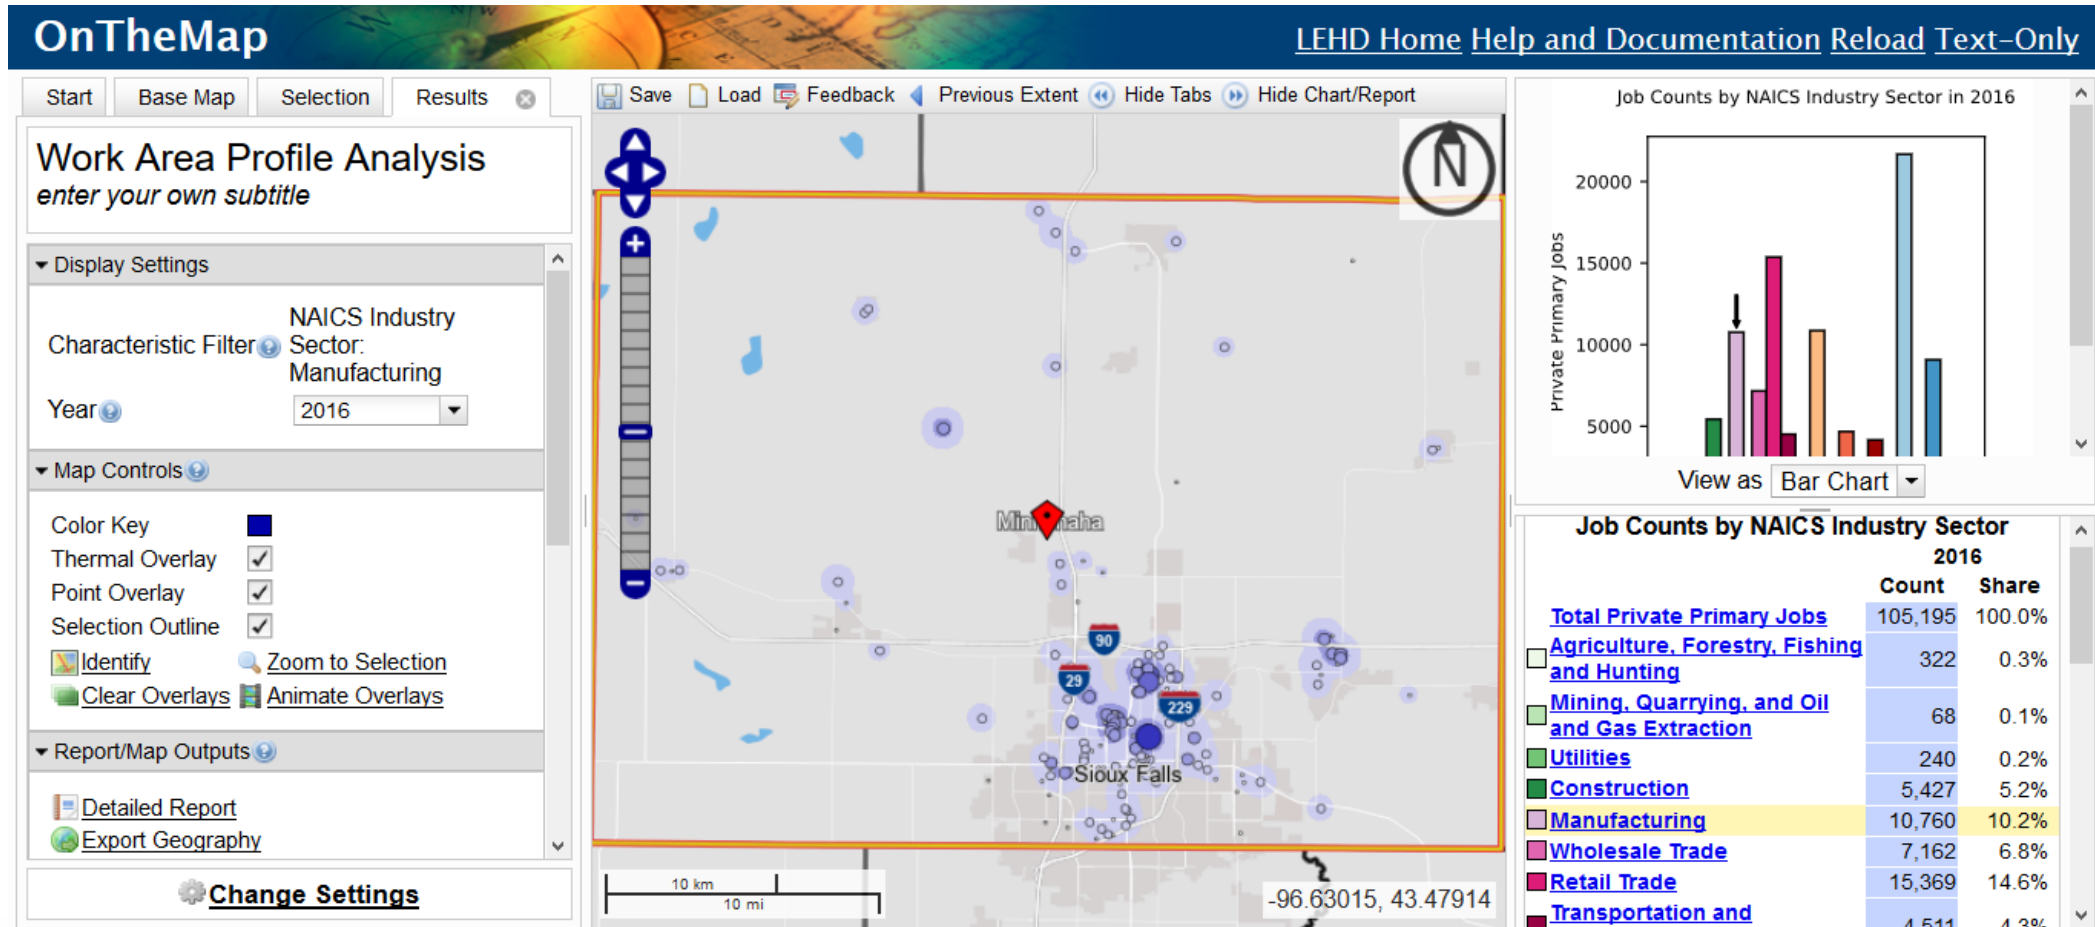 OnTheMap
LEHD Home Help and Documentation Reload Text-Only
Start Base Map Selection Results
Save Load Feedback Previous Extent Hide Tabs Hide Chart/Report
Work Area Profile Analysis
enter your own subtitle
Display Settings
Characteristic Filter
NAICS Industry
Sector:
Manufacturing
Year 2016
Map Controls
Color Key
Thermal Overlay
Point Overlay
Selection Outline
Identify Zoom to Selection
Clear Overlays Animate Overlays
Report/Map Outputs
Detailed Report
Export Geography
Change Settings
N
90
29
229
Sioux Falls
10 km
10 mi
-96.63015, 43.47914
Job Counts by NAICS Industry Sector in 2016
Private Primary Jobs
20000
15000
10000
5000
View as Bar Chart
Job Counts by NAICS Industry Sector
2016
Count Share
Total Private Primary Jobs 105,195 100.0%
Agriculture, Forestry, Fishing
and Hunting 322 0.3%
Mining, Quarrying, and Oil
and Gas Extraction 68 0.1%
Utilities 240 0.2%
Construction 5,427 5.2%
Manufacturing 10,760 10.2%
Wholesale Trade 7,162 6.8%
Retail Trade 15,369 14.6%
Transportation and
4,511 4.3%